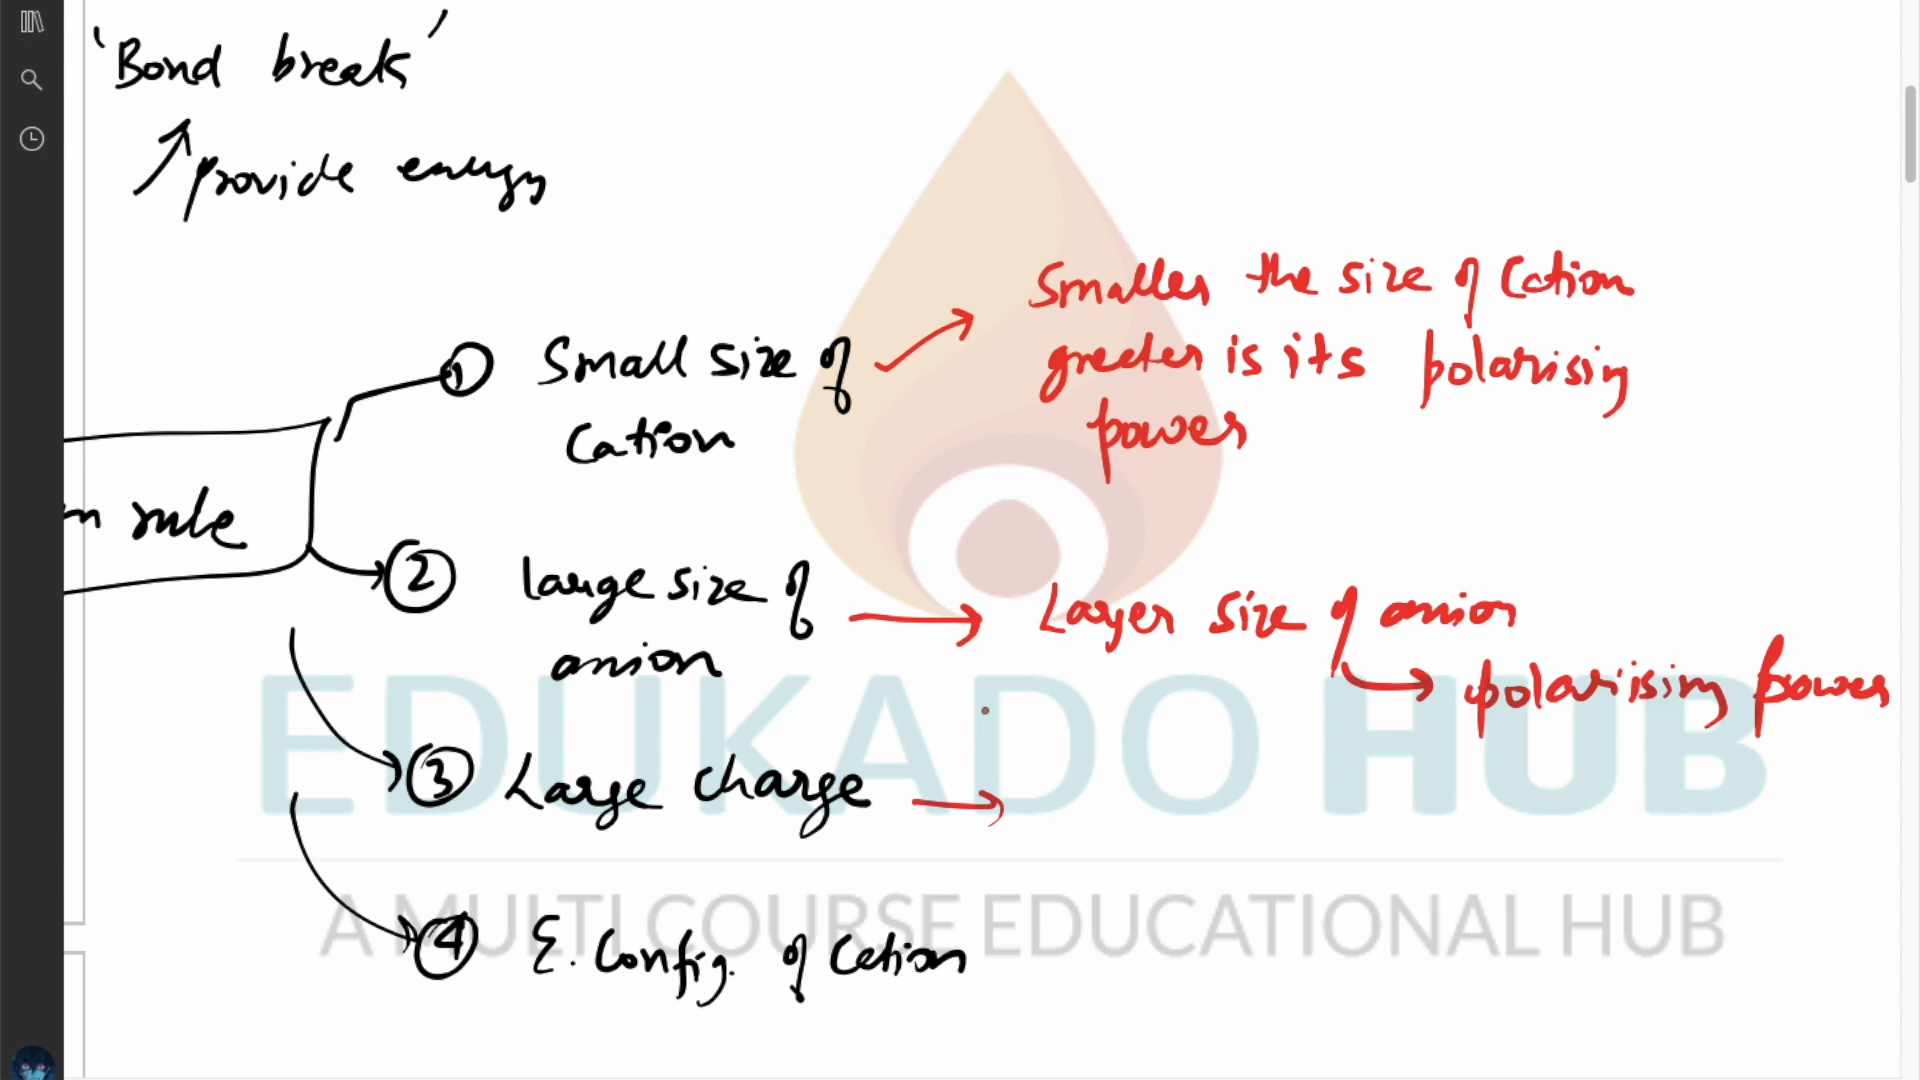 'Bond break'
provide energy
① Small size of
Cation
Smaller the size of Cation
greater is its polarising
power
n rule
② Large size of
anion
Larger size of anion
polarising power
EDUKADO HUB
③ Large charge
A MULTI COURSE EDUCATIONAL HUB
④ E. Config. of Cation